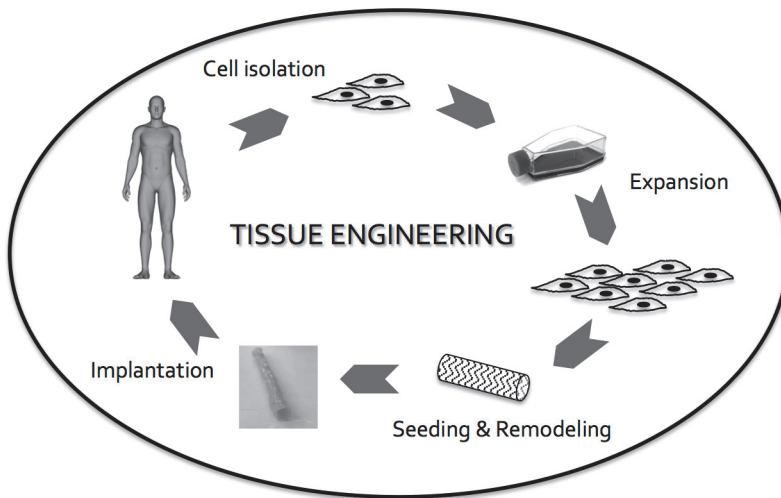 Cell isolation
Expansion
TISSUE ENGINEERING
Implantation
Seeding & Remodeling